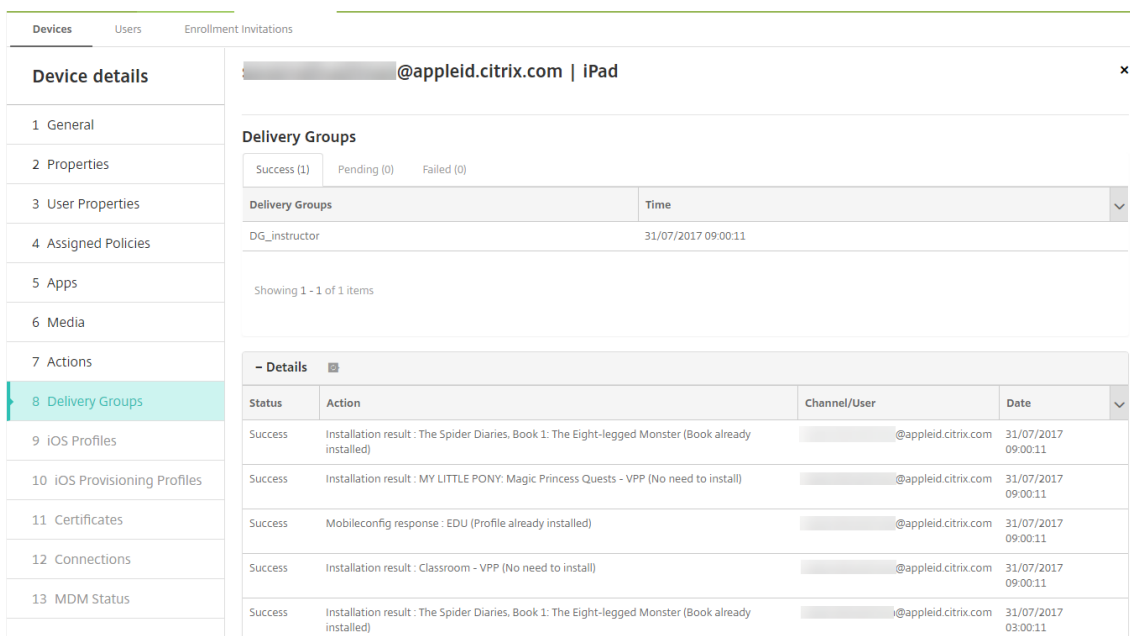 Devices Users Enrollment Invitations
Device details
@appleid.citrix.com | iPad
×
1 General
2 Properties
3 User Properties
4 Assigned Policies
5 Apps
6 Media
7 Actions
8 Delivery Groups
9 iOS Profiles
10 iOS Provisioning Profiles
11 Certificates
12 Connections
13 MDM Status
Delivery Groups
Success (1) Pending (0) Failed (0)
Delivery Groups Time
DG_instructor 31/07/2017 09:00:11
Showing 1 - 1 of 1 items
– Details
Status Action Channel/User Date
Success Installation result : The Spider Diaries, Book 1: The Eight-legged Monster (Book already @appleid.citrix.com 31/07/2017
installed) 09:00:11
Success Installation result : MY LITTLE PONY: Magic Princess Quests - VPP (No need to install) @appleid.citrix.com 31/07/2017
09:00:11
Success Mobileconfig response : EDU (Profile already installed) @appleid.citrix.com 31/07/2017
09:00:11
Success Installation result : Classroom - VPP (No need to install) @appleid.citrix.com 31/07/2017
09:00:11
Success Installation result : The Spider Diaries, Book 1: The Eight-legged Monster (Book already @appleid.citrix.com 31/07/2017
installed) 03:00:11